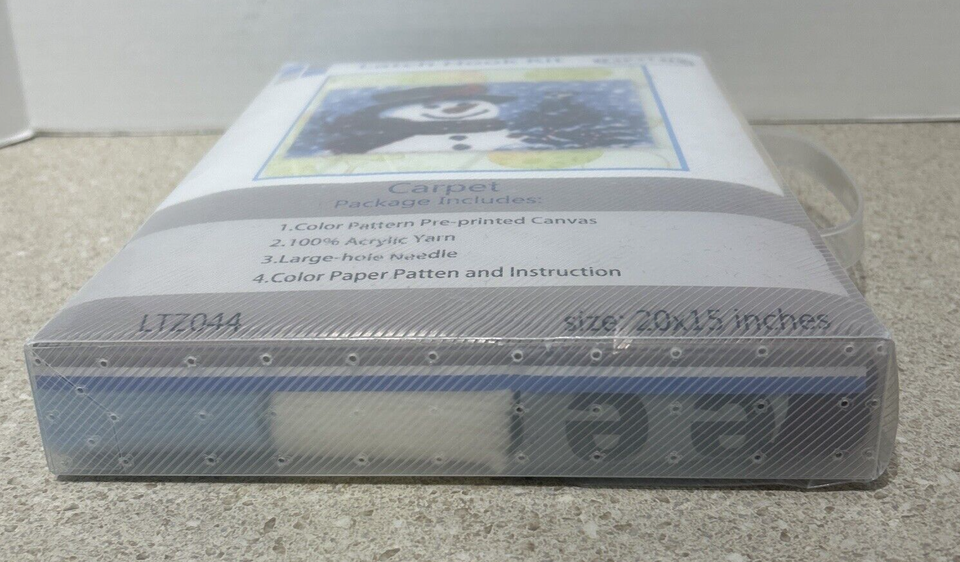 Latch Hook Kit
Carpet
Package Includes:
1.Color Pattern Pre-printed Canvas
2.100% Acrylic Yarn
3.Large-hole Needle
4.Color Paper Patten and Instruction
LTZ044 size: 20x15 inches